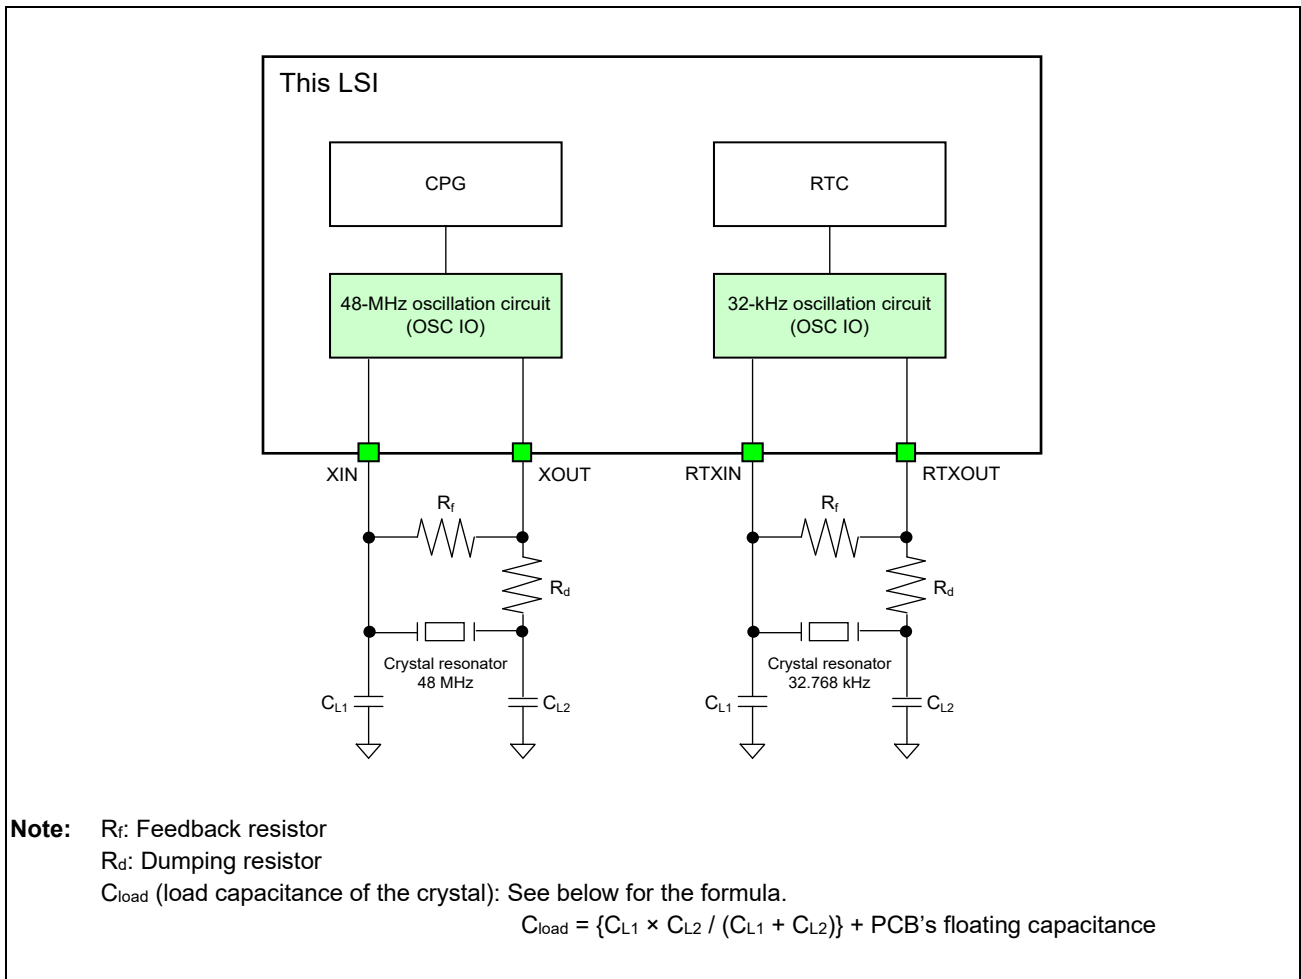 This LSI
CPG
RTC
48-MHz oscillation circuit
(OSC IO)
32-kHz oscillation circuit
(OSC IO)
XIN
XOUT
RTXIN
RTXOUT
Rf
Rf
Rd
Rd
Crystal resonator
48 MHz
Crystal resonator
32.768 kHz
CL1
CL2
CL1
CL2
Note: Rf: Feedback resistor
Rd: Dumping resistor
Cload (load capacitance of the crystal): See below for the formula.
Cload = {CL1 × CL2 / (CL1 + CL2)} + PCB’s floating capacitance